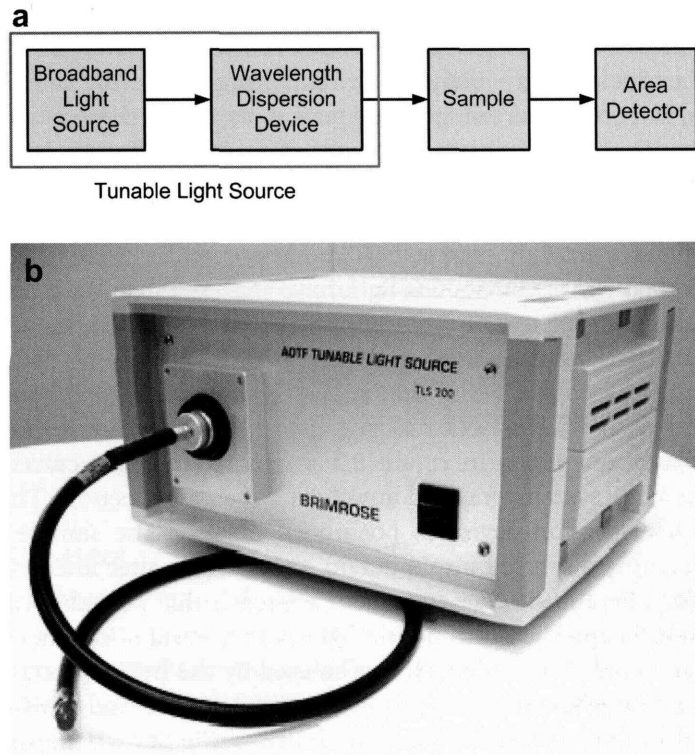 a
Broadband
Light
Source
Wavelength
Dispersion
Device
Sample
Area
Detector
Tunable Light Source
b
AOTF TUNABLE LIGHT SOURCE
TLS 200
BRIMROSE